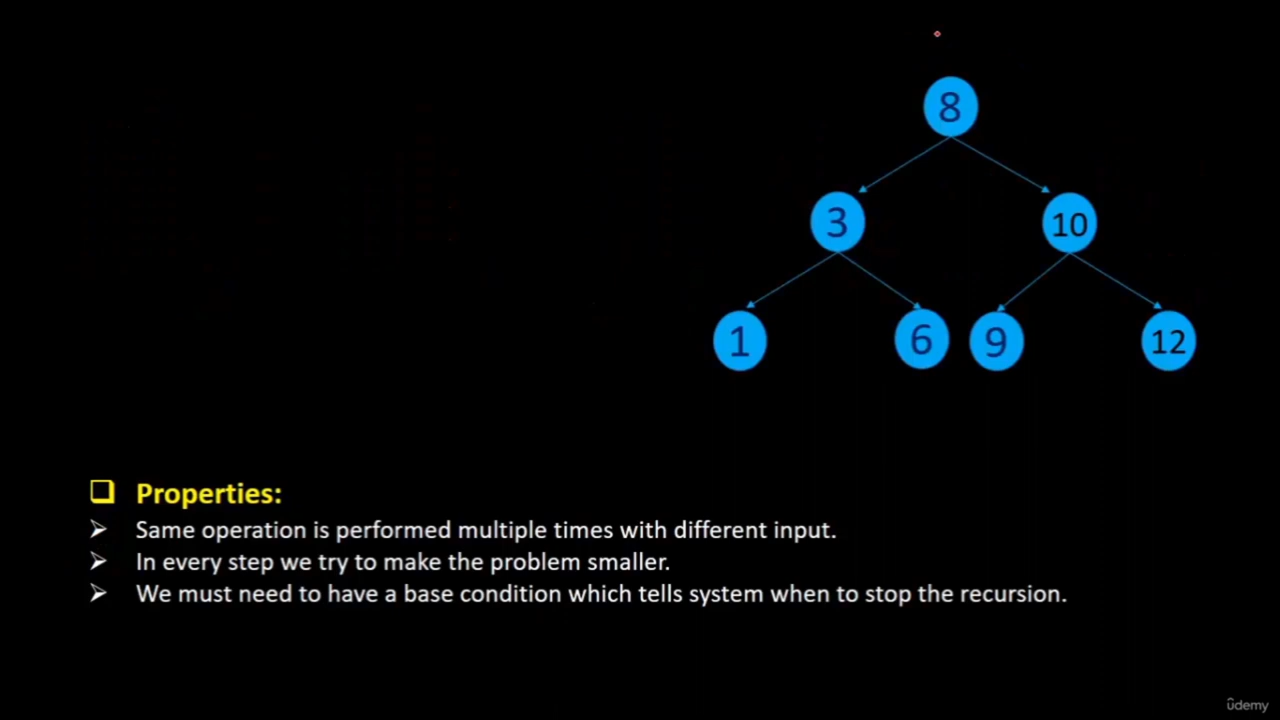 8
3
10
1
6
9
12
Properties:
Same operation is performed multiple times with different input.
In every step we try to make the problem smaller.
We must need to have a base condition which tells system when to stop the recursion.
ûdemy